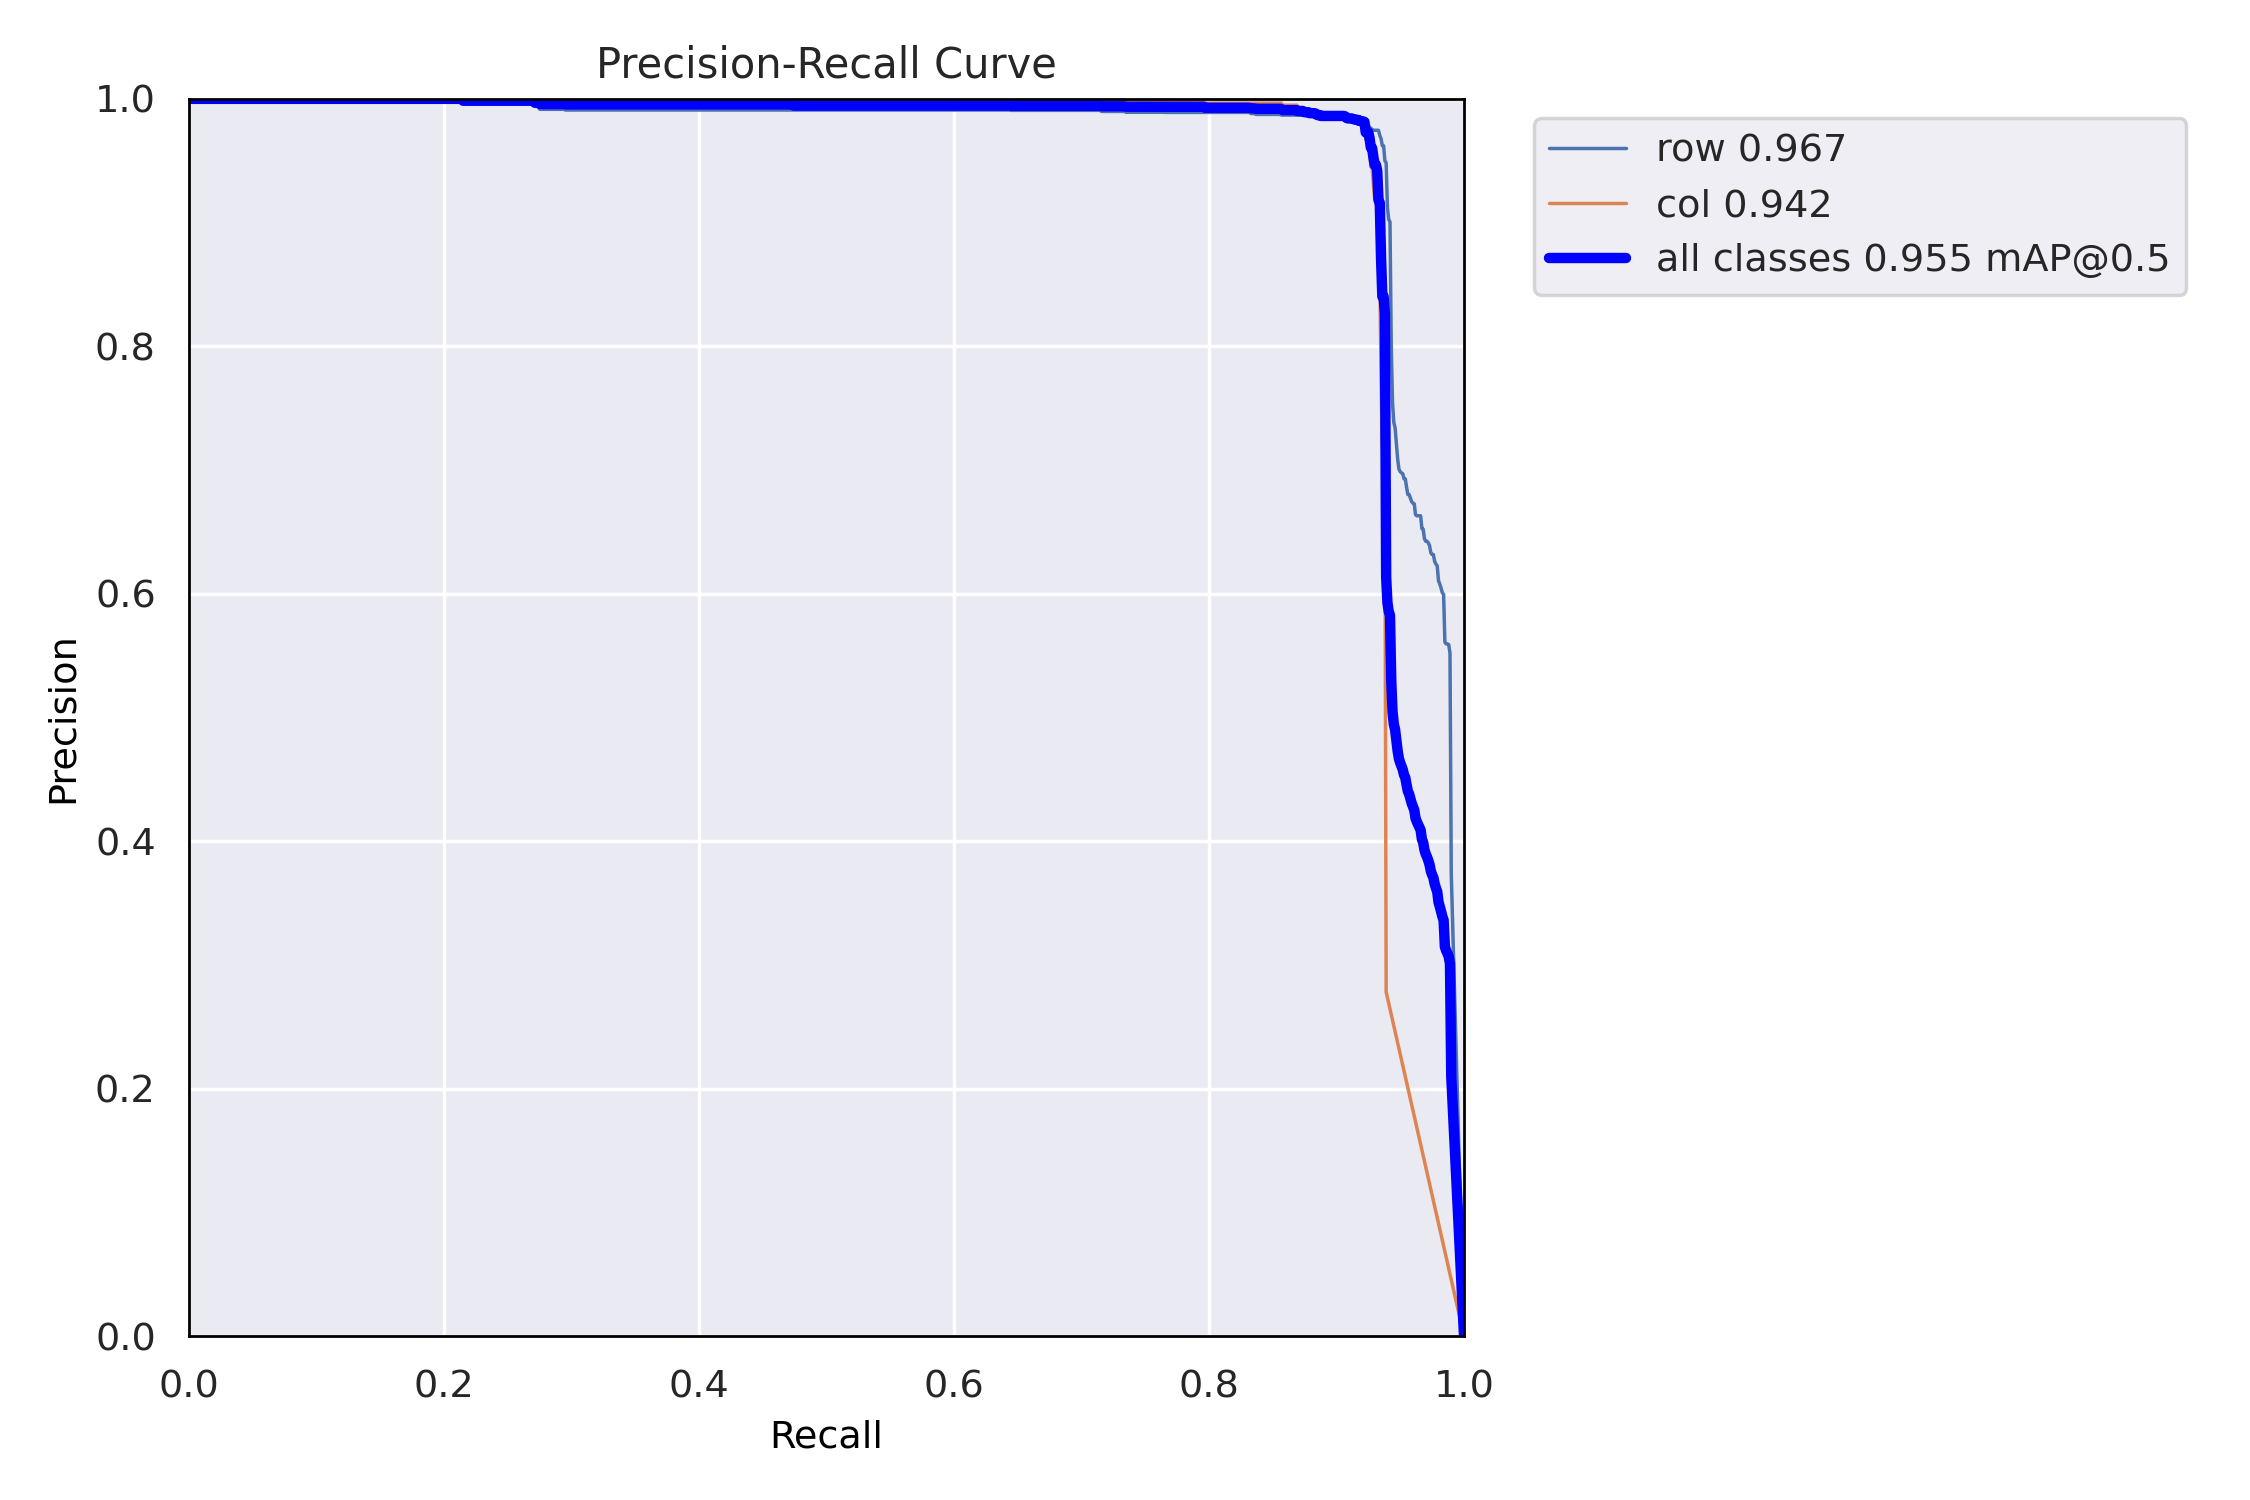 Precision-Recall Curve
1.0
0.8
0.6
0.4
0.2
0.0
Precision
0.0 0.2 0.4 0.6 0.8 1.0
Recall
row 0.967
col 0.942
all classes 0.955 mAP@0.5